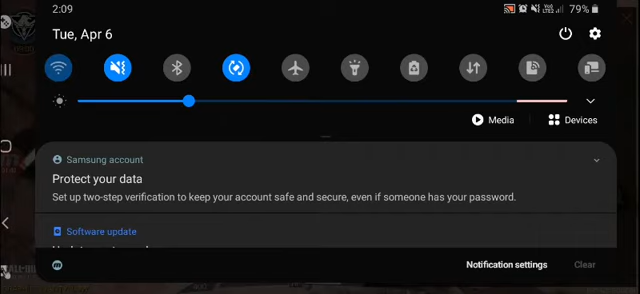 2:09
79%
Tue, Apr 6
Media
Devices
Samsung account
Protect your data
Set up two-step verification to keep your account safe and secure, even if someone has your password.
Software update
Notification settings
Clear